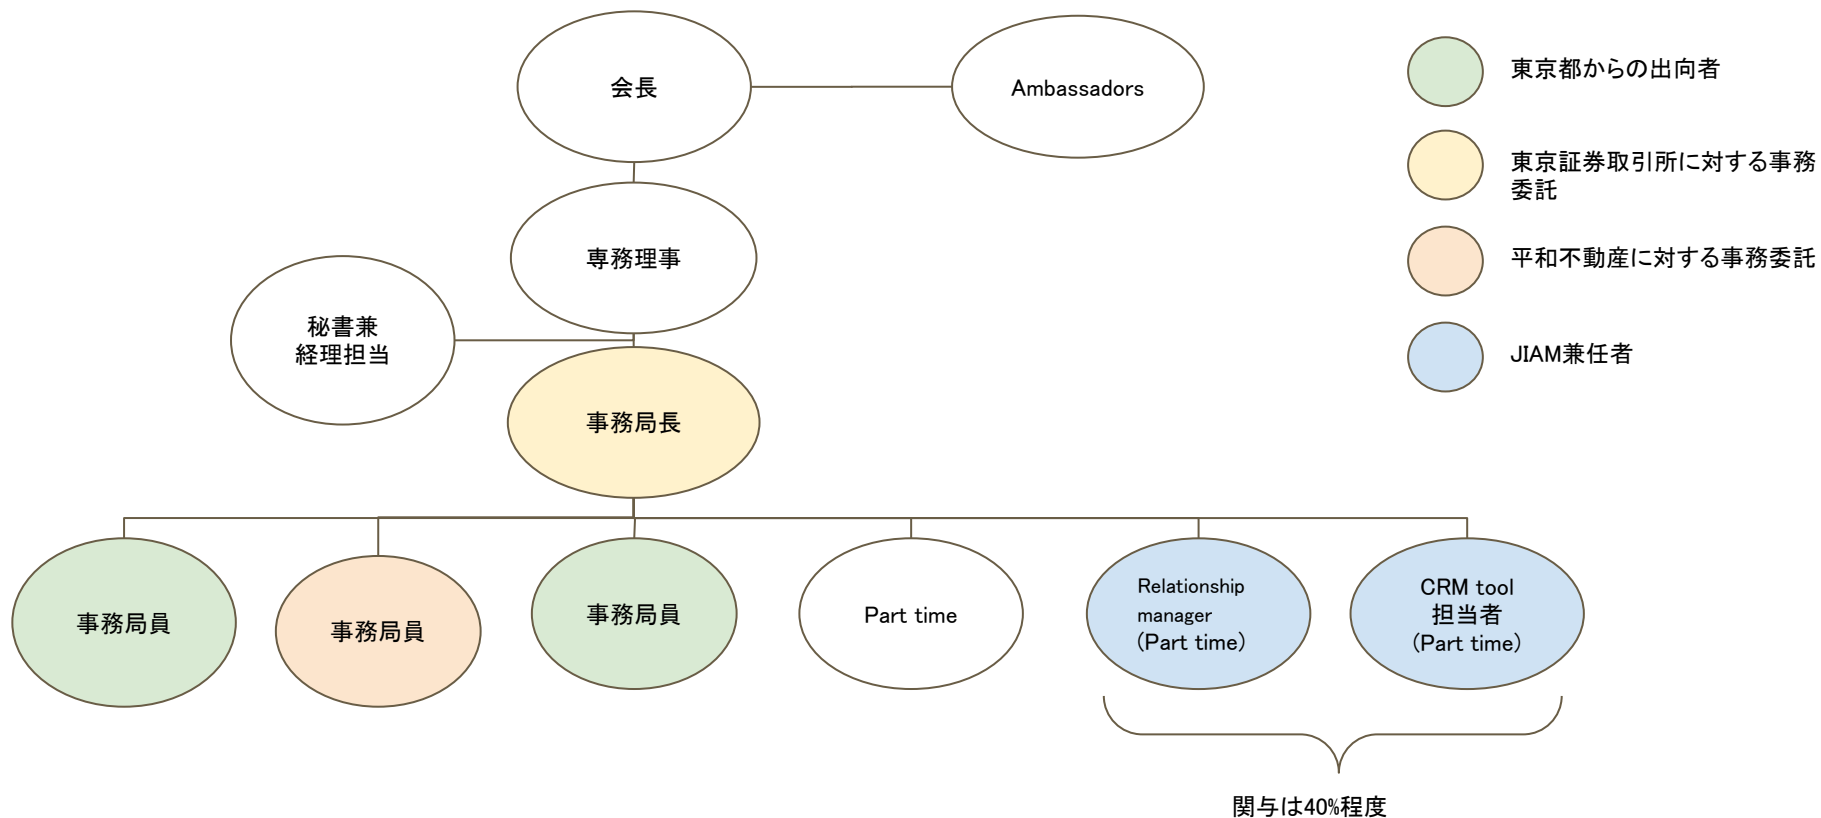 会長
Ambassadors
専務理事
秘書兼
経理担当
事務局長
事務局員
事務局員
事務局員
Part time
Relationship
manager
(Part time)
CRM tool
担当者
(Part time)
関与は40%程度
東京都からの出向者
東京証券取引所に対する事務
委託
平和不動産に対する事務委託
JIAM兼任者